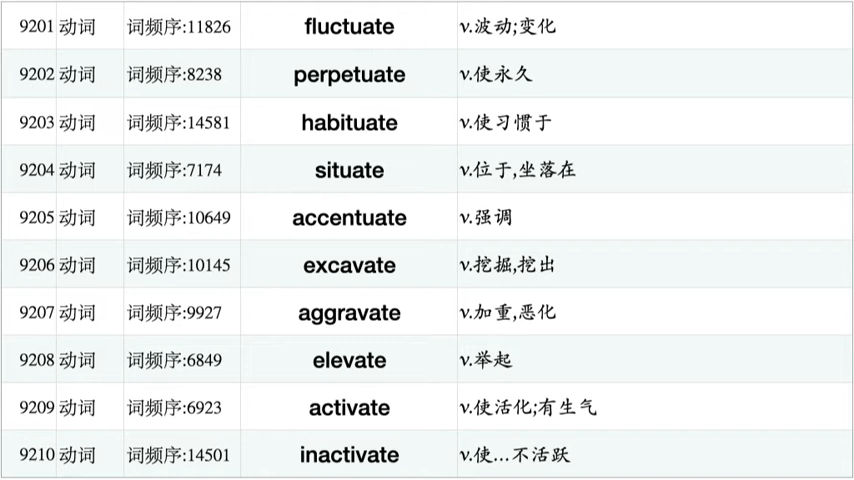 9201 动词 词频序:11826 fluctuate v.波动;变化
9202 动词 词频序:8238 perpetuate v.使永久
9203 动词 词频序:14581 habituate v.使习惯于
9204 动词 词频序:7174 situate v.位于,坐落在
9205 动词 词频序:10649 accentuate v.强调
9206 动词 词频序:10145 excavate v.挖掘,挖出
9207 动词 词频序:9927 aggravate v.加重,恶化
9208 动词 词频序:6849 elevate v.举起
9209 动词 词频序:6923 activate v.使活化;有生气
9210 动词 词频序:14501 inactivate v.使…不活跃